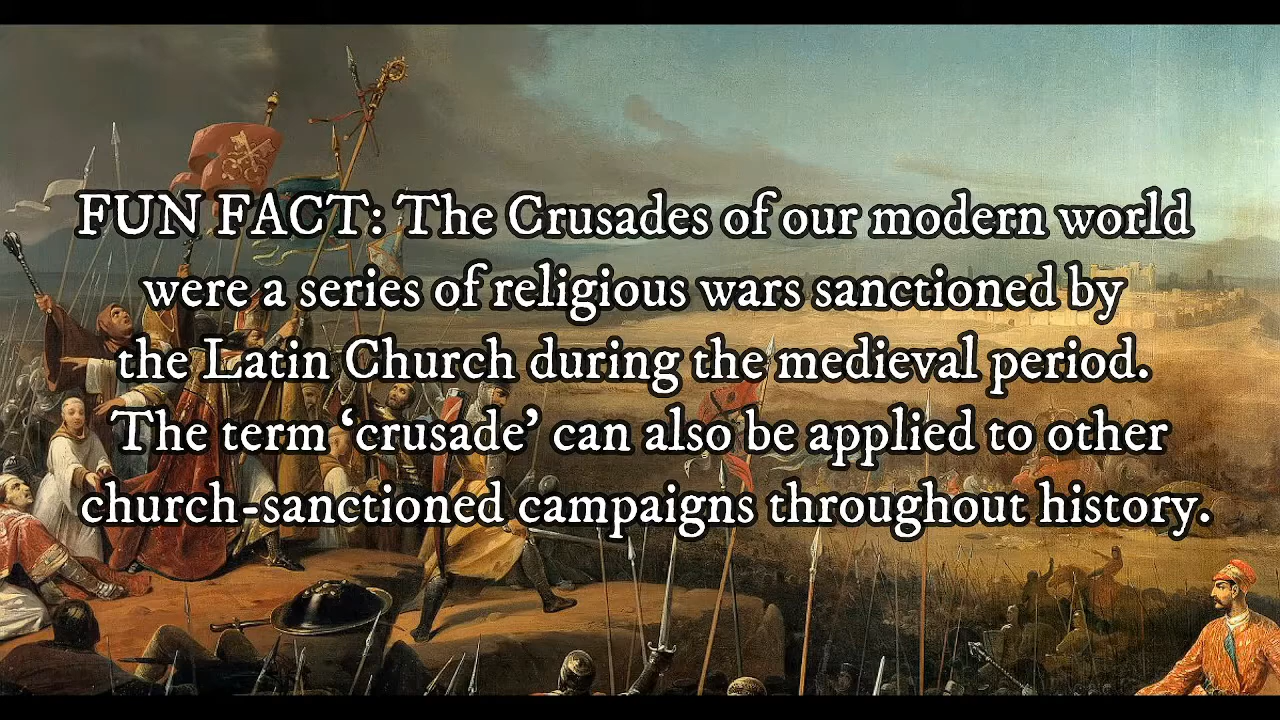 FUN FACT: The Crusades of our modern world
were a series of religious wars sanctioned by
the Latin Church during the medieval period.
The term ‘crusade’ can also be applied to other
church-sanctioned campaigns throughout history.